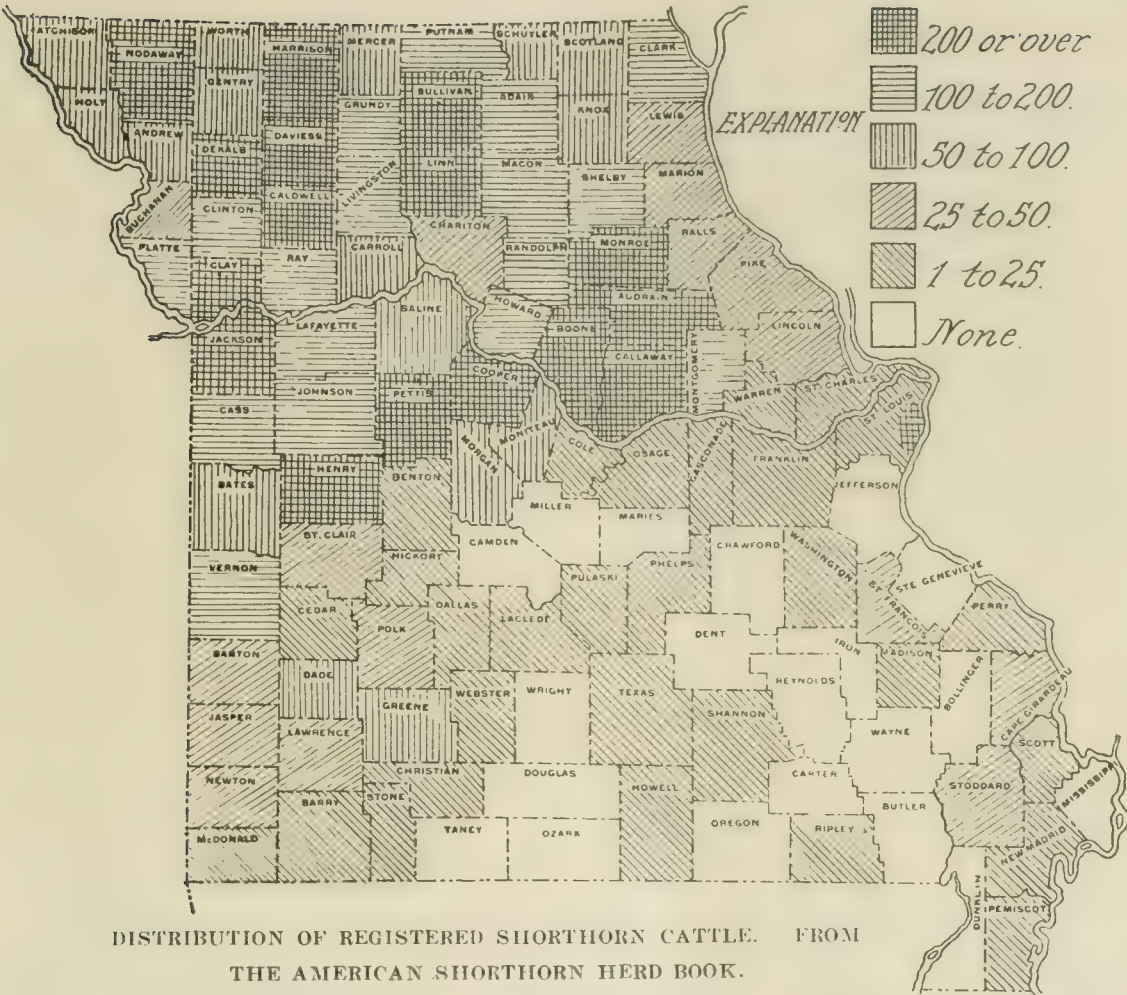 200 or over
100 to 200.
EXPLANATION
50 to 100.
25 to 50.
1 to 25.
None.
ATCHISON
NODAWAY
WORTH
HARRISON
MERCER
PUTNAM
SCHUYLER
SCOTLAND
CLARK
HOLT
GENTRY
GRUNDY
SULLIVAN
ADAIR
KNOX
LEWIS
ANDREW
DEKALB
DAVIESS
LIVINGSTON
LINN
MACON
SHELBY
MARION
BUCHANAN
CLINTON
CALDWELL
CHARITON
MONROE
RALLS
PLATTE
CLAY
RAY
CARROLL
RANDOLPH
PIKE
SALINE
HOWARD
AUDRAIN
LINCOLN
JACKSON
LAFAYETTE
COOPER
BOONE
CALLAWAY
MONTGOMERY
WARREN
ST. CHARLES
ST. LOUIS
CASS
JOHNSON
PETTIS
MORGAN
MONITEAU
COLE
OSAGE
GASCONADE
FRANKLIN
BATES
HENRY
BENTON
MILLER
MARIES
JEFFERSON
ST. CLAIR
CAMDEN
CRAWFORD
WASHINGTON
VERNON
HICKORY
PULASKI
PHELPS
STE GENEVIEVE
ST FRANCOIS
CEDAR
POLK
DALLAS
LACLEDE
DENT
IRON
MADISON
PERRY
BARTON
DADE
WEBSTER
WRIGHT
TEXAS
REYNOLDS
BOLLINGER
CAPE GIRARDEAU
JASPER
LAWRENCE
GREENE
SHANNON
WAYNE
SCOTT
NEWTON
CHRISTIAN
DOUGLAS
HOWELL
CARTER
STODDARD
MISSISSIPPI
BARRY
STONE
BUTLER
McDONALD
TANEY
OZARK
OREGON
RIPLEY
NEW MADRID
DUNKLIN
PEMISCOT
DISTRIBUTION OF REGISTERED SHORTHORN CATTLE. FROM
THE AMERICAN SHORTHORN HERD BOOK.